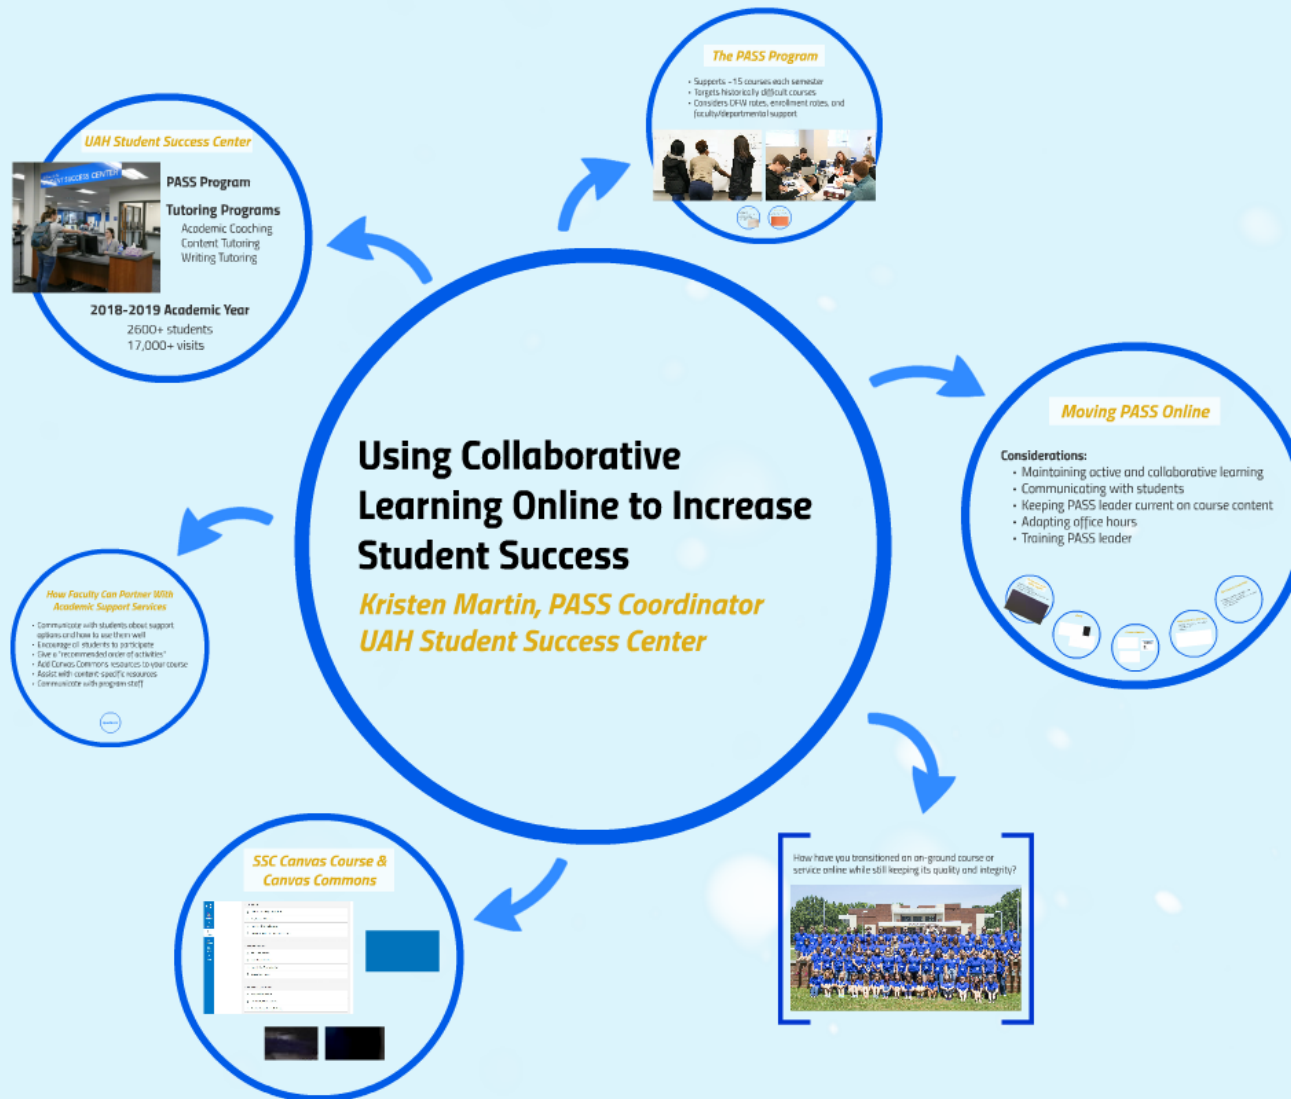 Using Collaborative
Learning Online to Increase
Student Success
Kristen Martin, PASS Coordinator
UAH Student Success Center
UAH Student Success Center
STUDENT SUCCESS CENTER
PASS Program
Tutoring Programs
Academic Coaching
Content Tutoring
Writing Tutoring
2018-2019 Academic Year
2600+ students
17,000+ visits
The PASS Program
• Supports ~15 courses each semester
• Targets historically difficult courses
• Considers DFW rates, enrollment rates, and
faculty/departmental support
Moving PASS Online
Considerations:
• Maintaining active and collaborative learning
• Communicating with students
• Keeping PASS leader current on course content
• Adapting office hours
• Training PASS leader
How have you transitioned an on-ground course or
service online while still keeping its quality and integrity?
SSC Canvas Course &
Canvas Commons
How Faculty Can Partner With
Academic Support Services
• Communicate with students about support
options and how to use them well
• Encourage all students to participate
• Give a "recommended order of activities"
• Add Canvas Commons resources to your course
• Assist with content specific resources
• Communicate with program staff